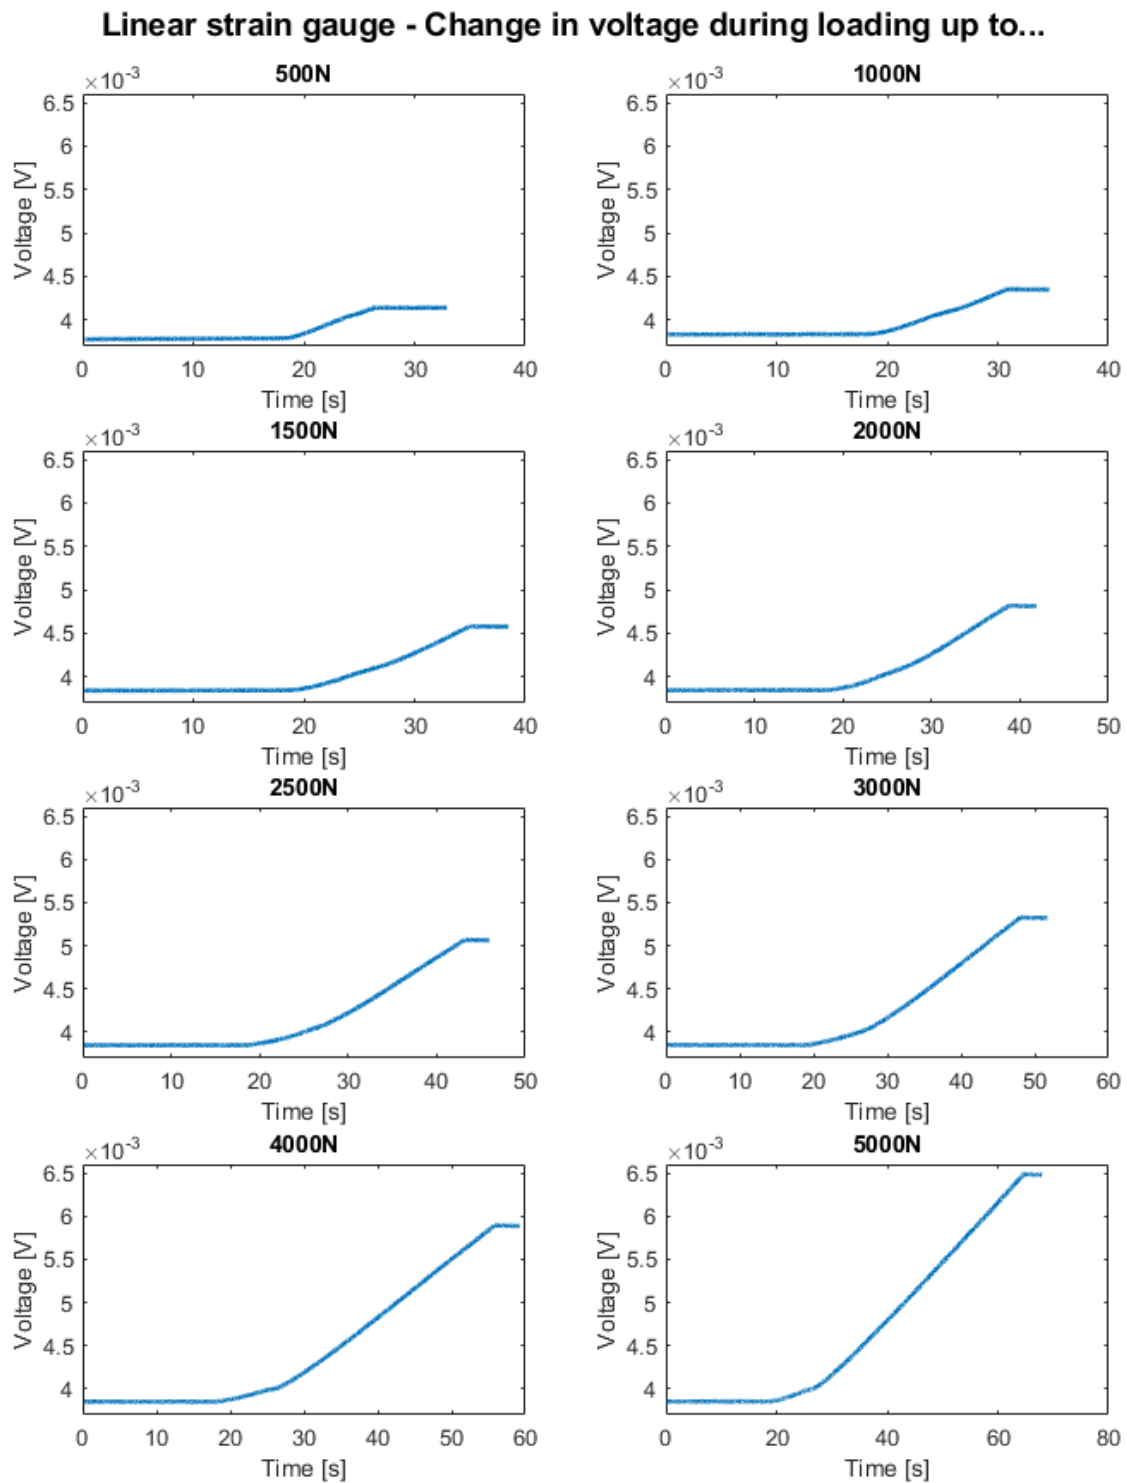 Linear strain gauge - Change in voltage during loading up to...
500N
×10-3
6.5
6
5.5
5
4.5
4
Voltage [V]
0 10 20 30 40
Time [s]
1000N
×10-3
6.5
6
5.5
5
4.5
4
Voltage [V]
0 10 20 30 40
Time [s]
1500N
×10-3
6.5
6
5.5
5
4.5
4
Voltage [V]
0 10 20 30 40
Time [s]
2000N
×10-3
6.5
6
5.5
5
4.5
4
Voltage [V]
0 10 20 30 40 50
Time [s]
2500N
×10-3
6.5
6
5.5
5
4.5
4
Voltage [V]
0 10 20 30 40 50
Time [s]
3000N
×10-3
6.5
6
5.5
5
4.5
4
Voltage [V]
0 10 20 30 40 50 60
Time [s]
4000N
×10-3
6.5
6
5.5
5
4.5
4
Voltage [V]
0 10 20 30 40 50 60
Time [s]
5000N
×10-3
6.5
6
5.5
5
4.5
4
Voltage [V]
0 20 40 60 80
Time [s]